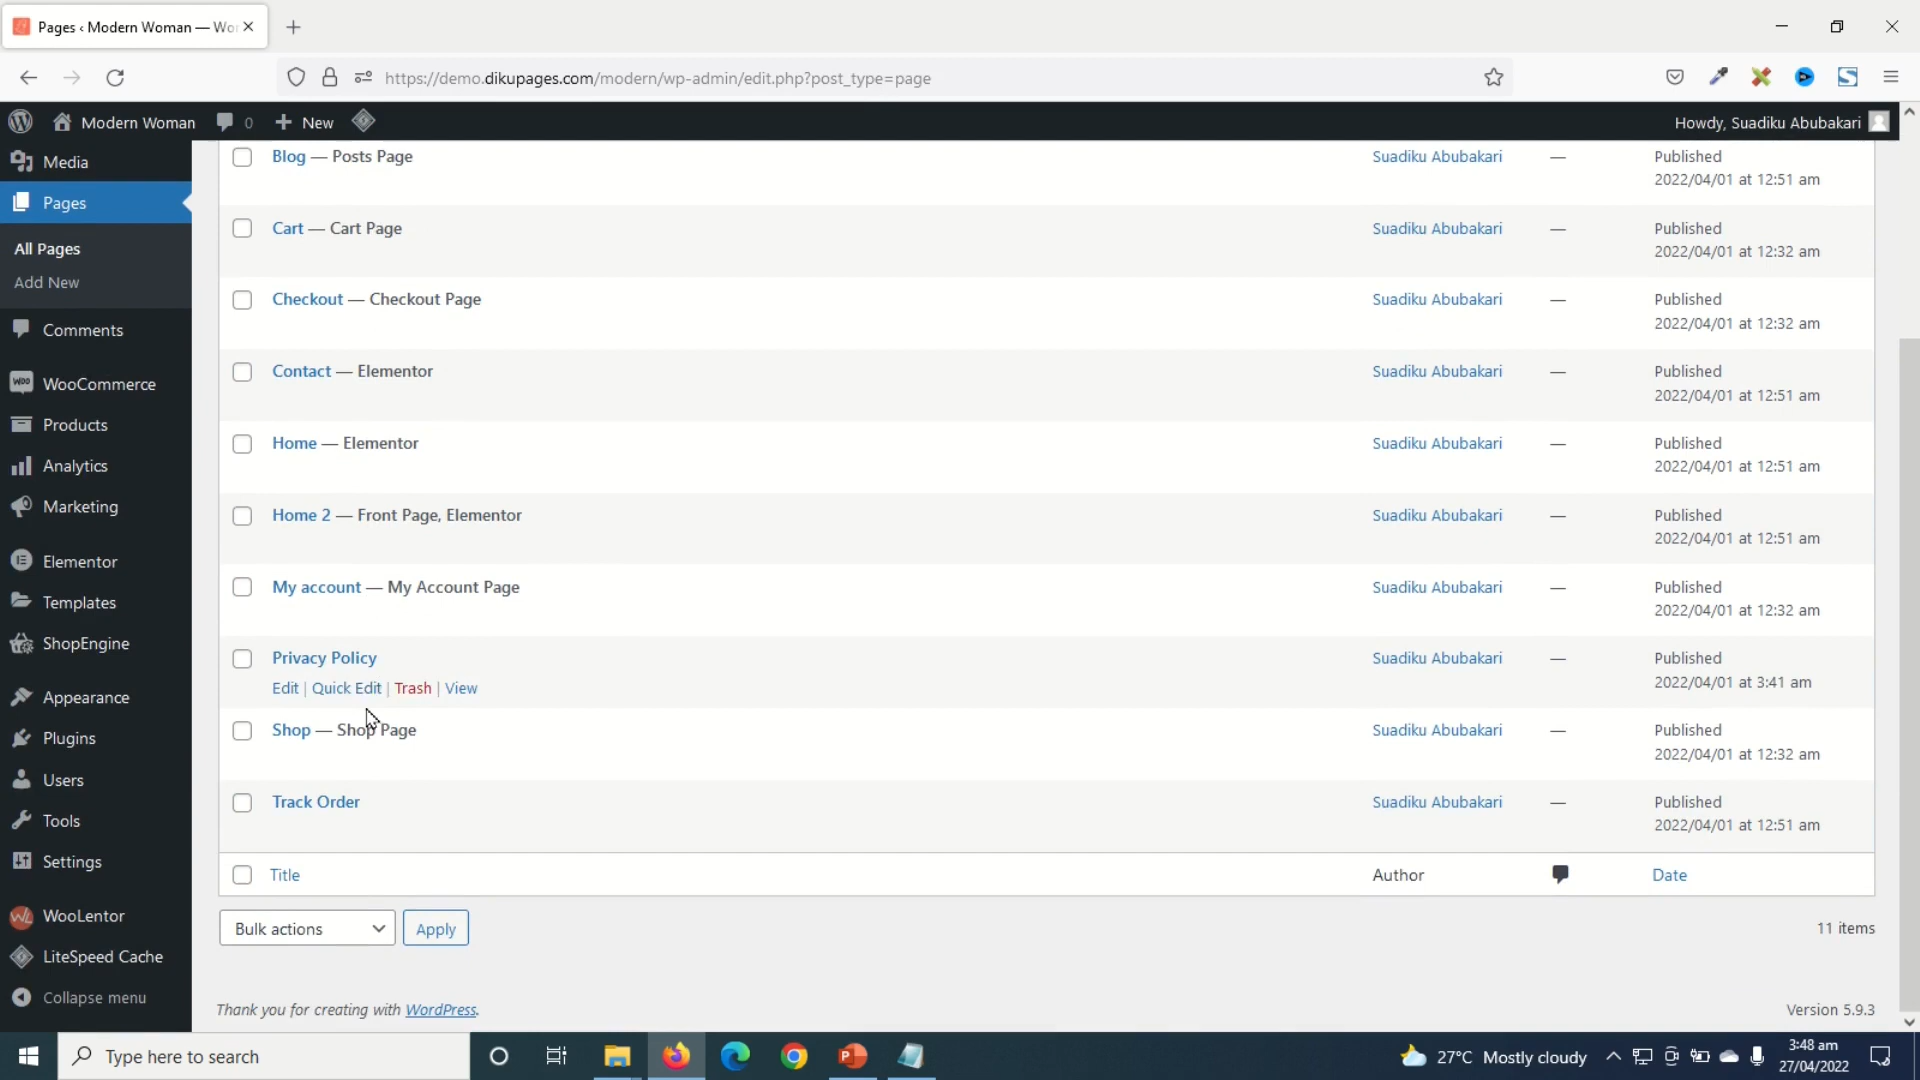 Pages ‹ Modern Woman — Wo
https://demo.dikupages.com/modern/wp-admin/edit.php?post_type=page
Modern Woman 0 New Howdy, Suadiku Abubakari
Media
Pages
All Pages
Add New
Comments
WooCommerce
Products
Analytics
Marketing
Elementor
Templates
ShopEngine
Appearance
Plugins
Users
Tools
Settings
WooLentor
LiteSpeed Cache
Collapse menu
Blog — Posts Page Suadiku Abubakari — Published
2022/04/01 at 12:51 am
Cart — Cart Page Suadiku Abubakari — Published
2022/04/01 at 12:32 am
Checkout — Checkout Page Suadiku Abubakari — Published
2022/04/01 at 12:32 am
Contact — Elementor Suadiku Abubakari — Published
2022/04/01 at 12:51 am
Home — Elementor Suadiku Abubakari — Published
2022/04/01 at 12:51 am
Home 2 — Front Page, Elementor Suadiku Abubakari — Published
2022/04/01 at 12:51 am
My account — My Account Page Suadiku Abubakari — Published
2022/04/01 at 12:32 am
Privacy Policy Suadiku Abubakari — Published
Edit | Quick Edit | Trash | View 2022/04/01 at 3:41 am
Shop — Shop Page Suadiku Abubakari — Published
2022/04/01 at 12:32 am
Track Order Suadiku Abubakari — Published
2022/04/01 at 12:51 am
Title Author Date
Bulk actions Apply 11 items
Thank you for creating with WordPress. Version 5.9.3
Type here to search 27°C Mostly cloudy 3:48 am
27/04/2022